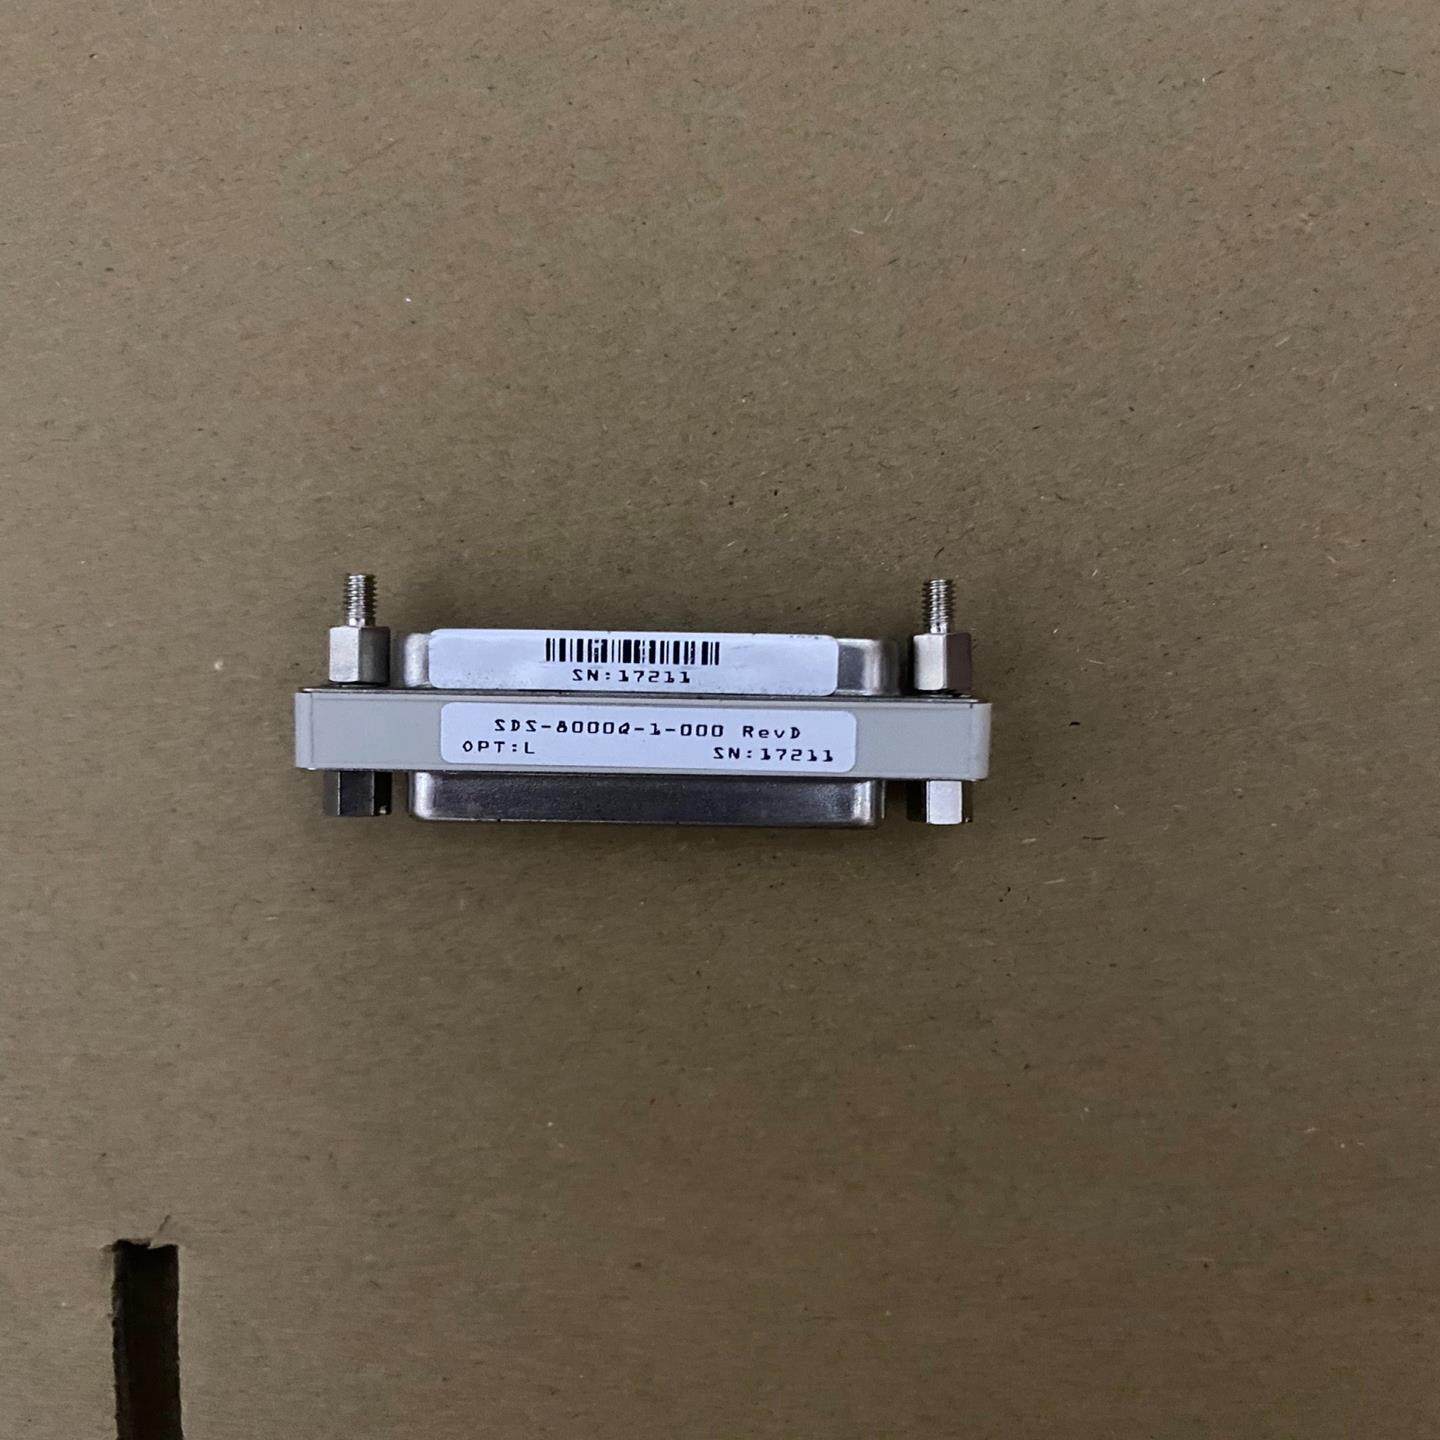 SN:17211
SDS-8000Q-1-000 RevD
OPT:L SN:17211